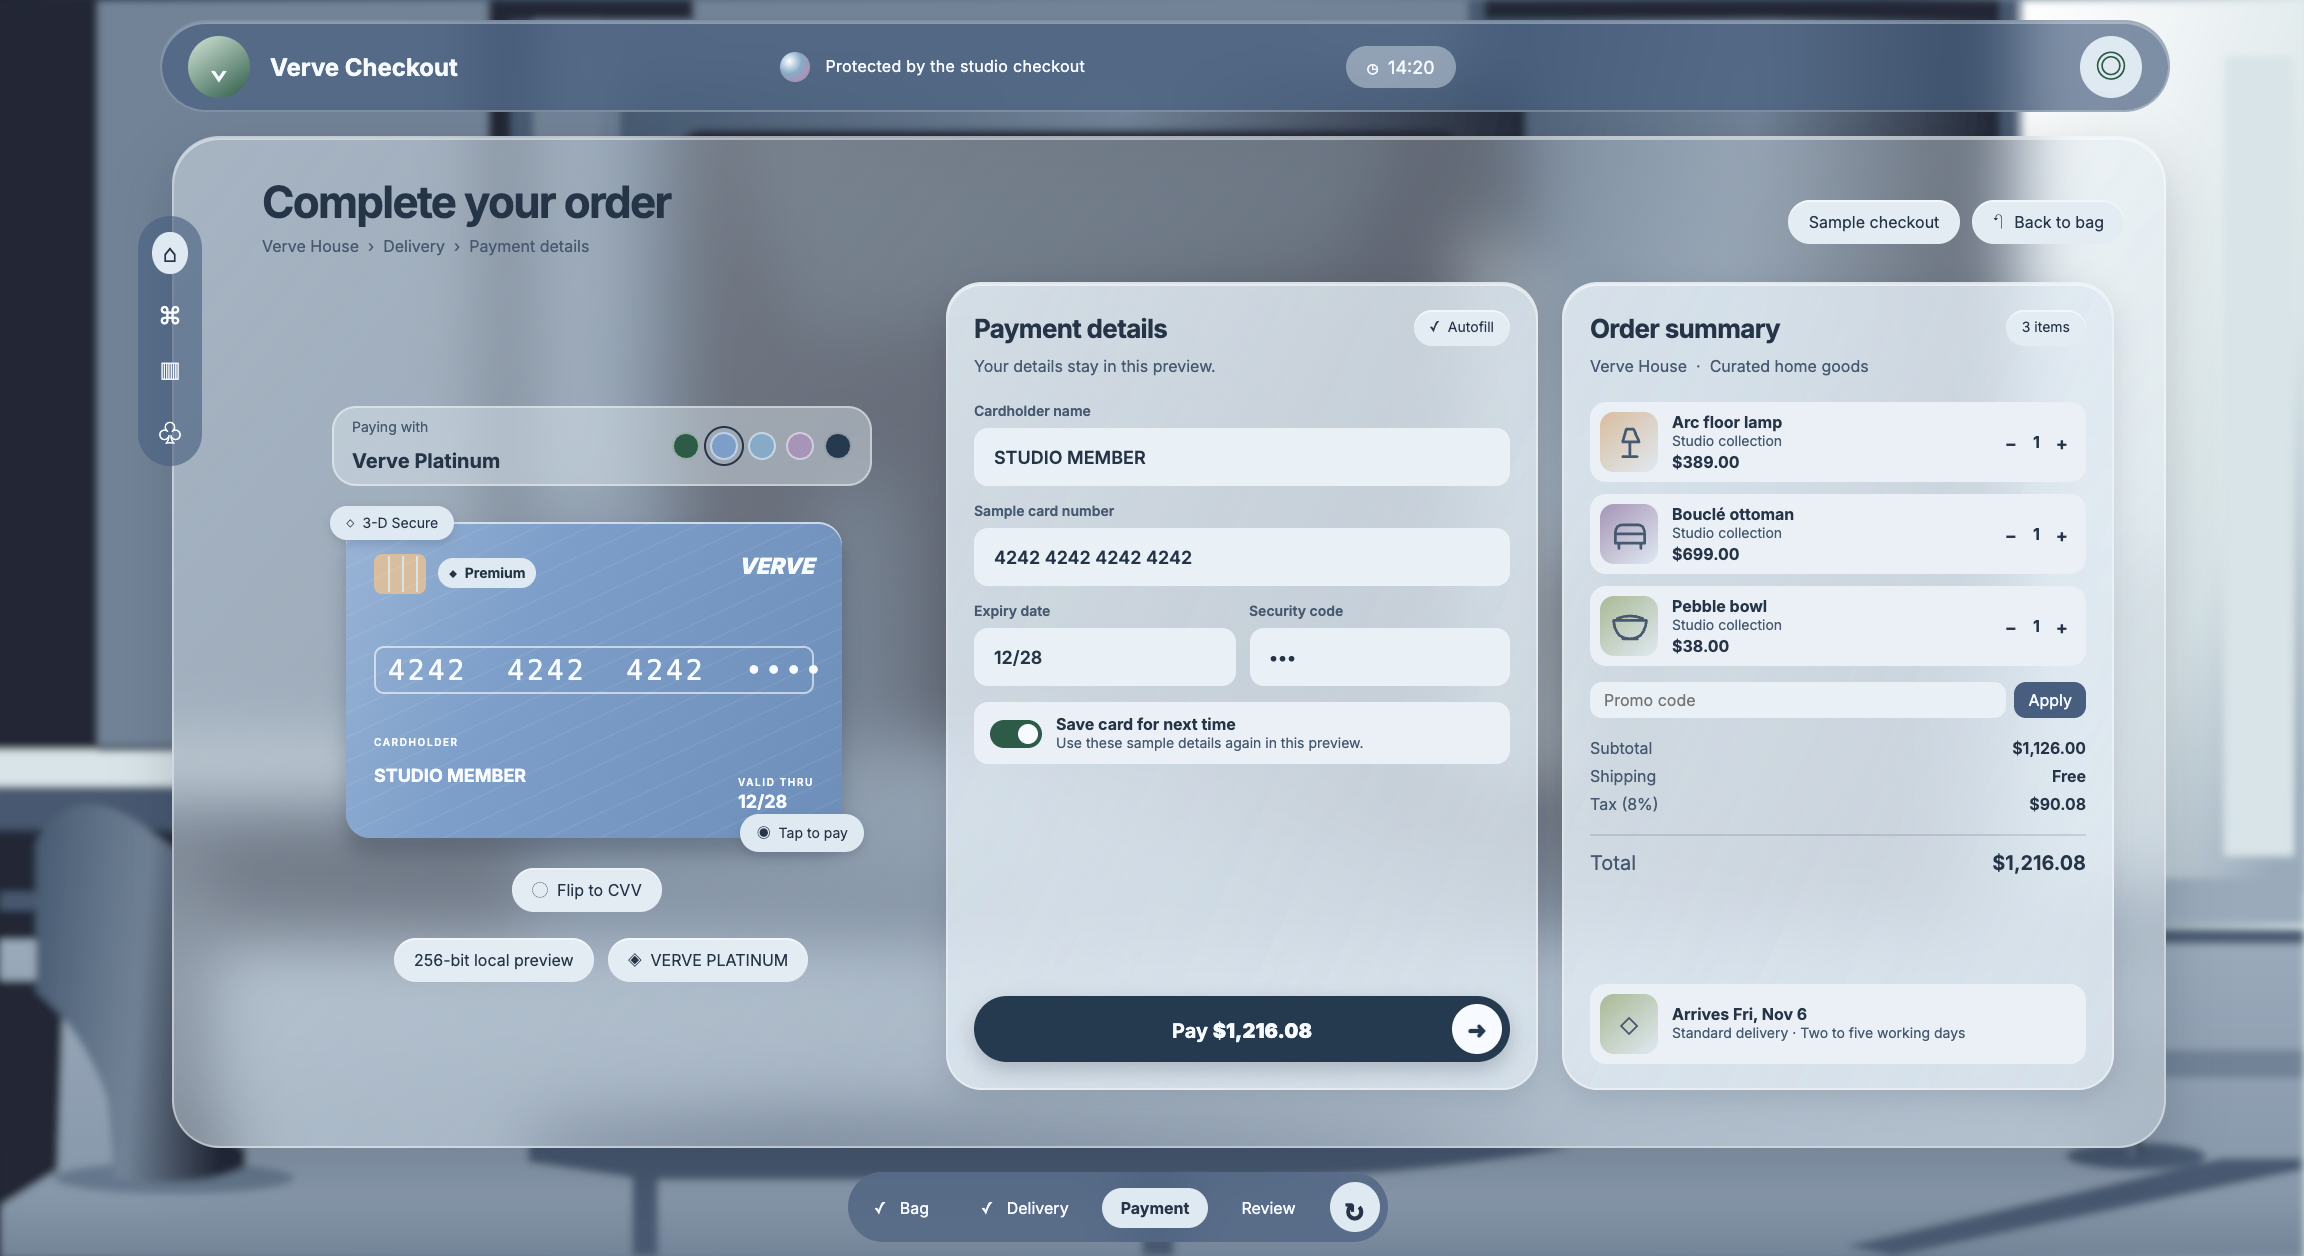 Verve Checkout
Protected by the studio checkout
14:20
Complete your order
Verve House › Delivery › Payment details
Sample checkout
Back to bag
Paying with
Verve Platinum
3-D Secure
Premium
VERVE
4242 4242 4242 ••••
CARDHOLDER
STUDIO MEMBER
VALID THRU
12/28
Tap to pay
Flip to CVV
256-bit local preview
VERVE PLATINUM
Payment details
✓ Autofill
Your details stay in this preview.
Cardholder name
STUDIO MEMBER
Sample card number
4242 4242 4242 4242
Expiry date
Security code
12/28
•••
Save card for next time
Use these sample details again in this preview.
Pay $1,216.08
Order summary
3 items
Verve House · Curated home goods
Arc floor lamp
Studio collection
$389.00
− 1 +
Bouclé ottoman
Studio collection
$699.00
− 1 +
Pebble bowl
Studio collection
$38.00
− 1 +
Promo code
Apply
Subtotal $1,126.00
Shipping Free
Tax (8%) $90.08
Total $1,216.08
Arrives Fri, Nov 6
Standard delivery · Two to five working days
✓ Bag ✓ Delivery Payment Review